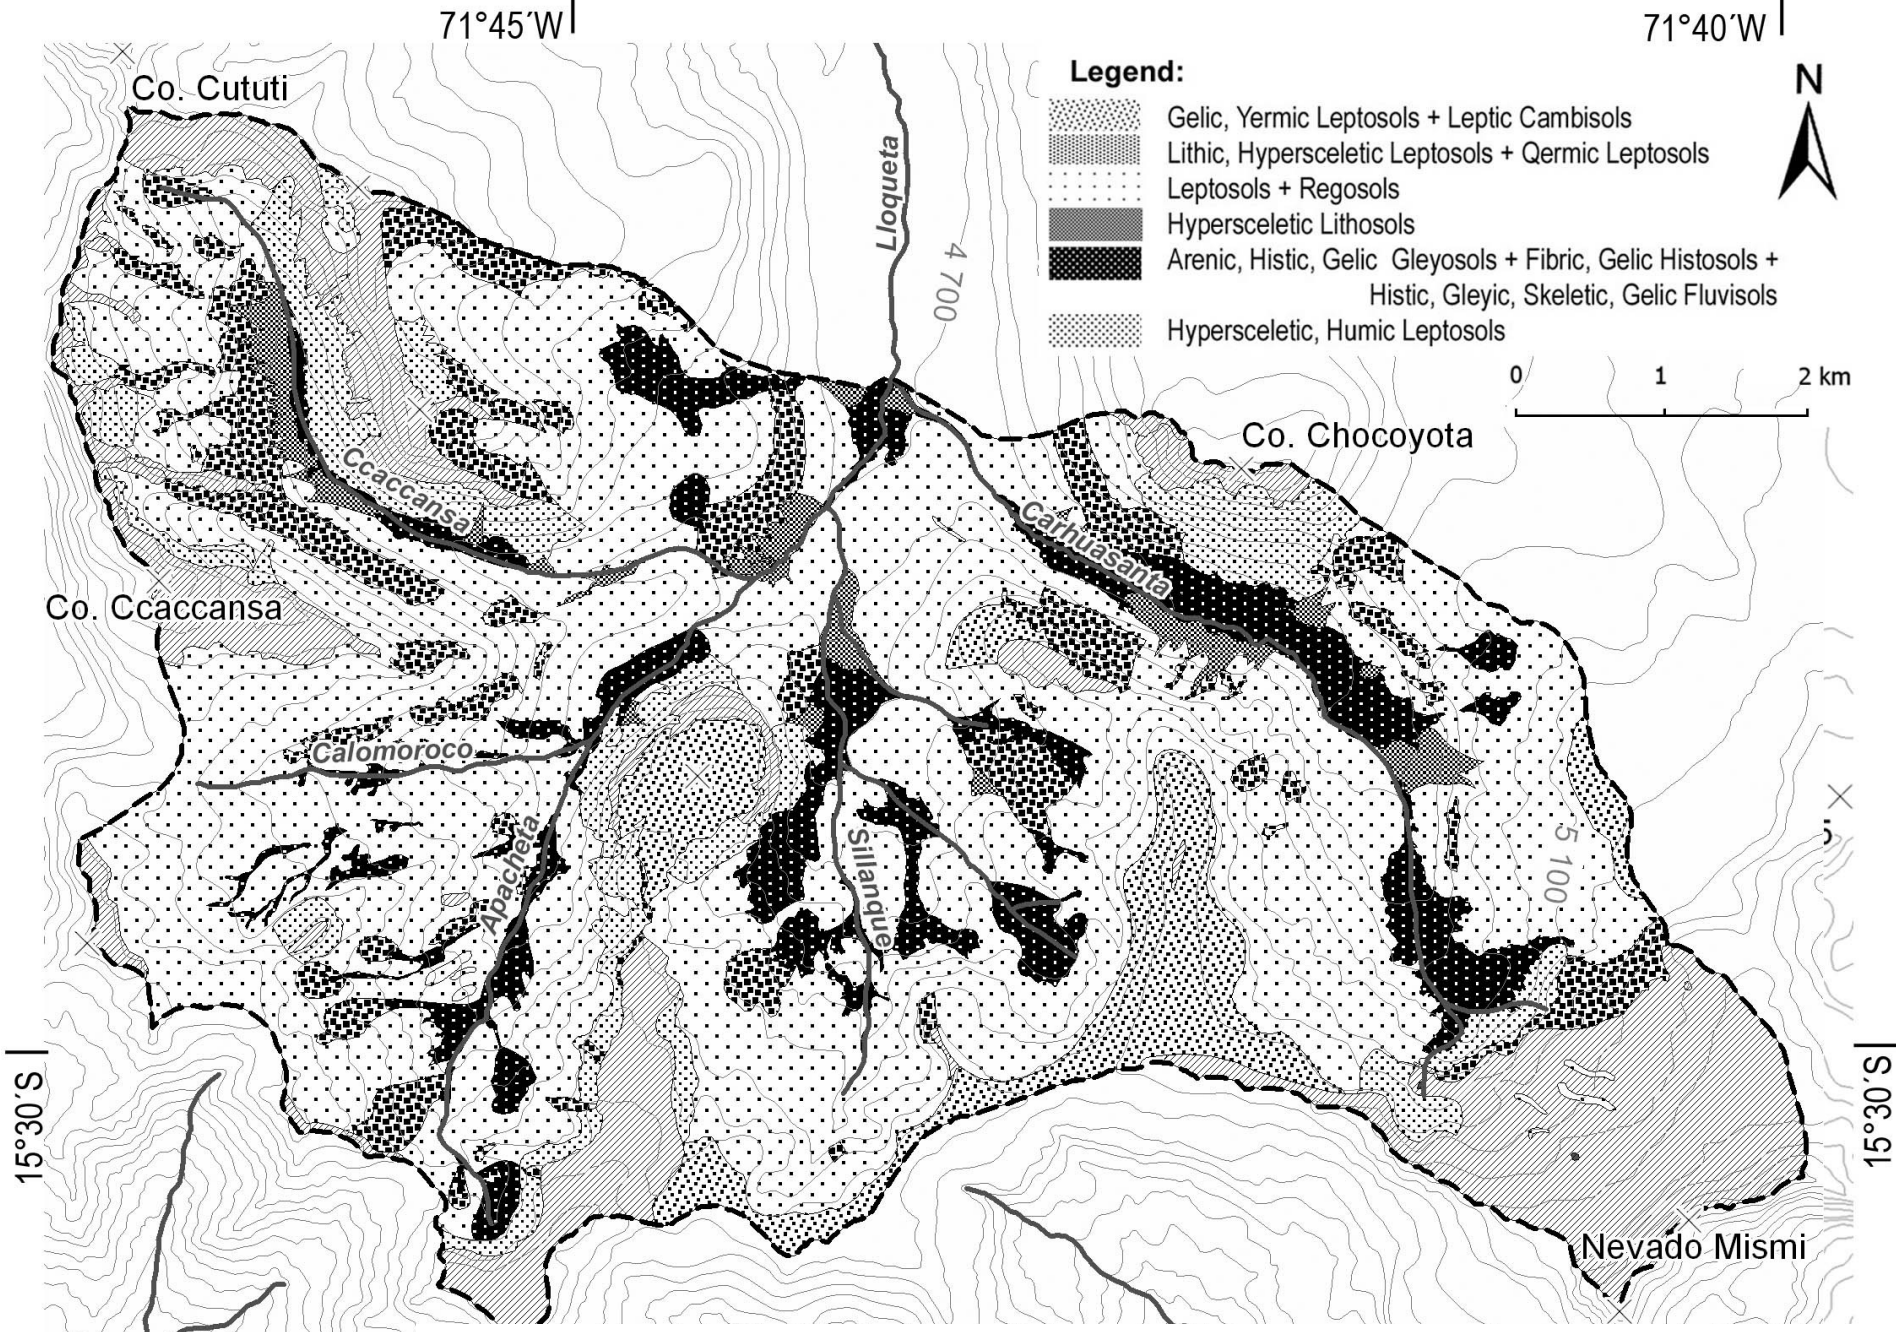 71°45´W
71°40´W
Co. Cututi
Legend:
N
Gelic, Yermic Leptosols + Leptic Cambisols
Lithic, Hypersceletic Leptosols + Qermic Leptosols
Leptosols + Regosols
Hypersceletic Lithosols
Arenic, Histic, Gelic Gleyosols + Fibric, Gelic Histosols +
Histic, Gleyic, Skeletic, Gelic Fluvisols
Hypersceletic, Humic Leptosols
0 1 2 km
Lloqueta
4 700
Co. Chocoyota
Ccaccansa
Carhuasanta
Co. Ccaccansa
Calomoroco
Apacheta
Sillanque
5 100
5
15°30´S
15°30´S
Nevado Mismi